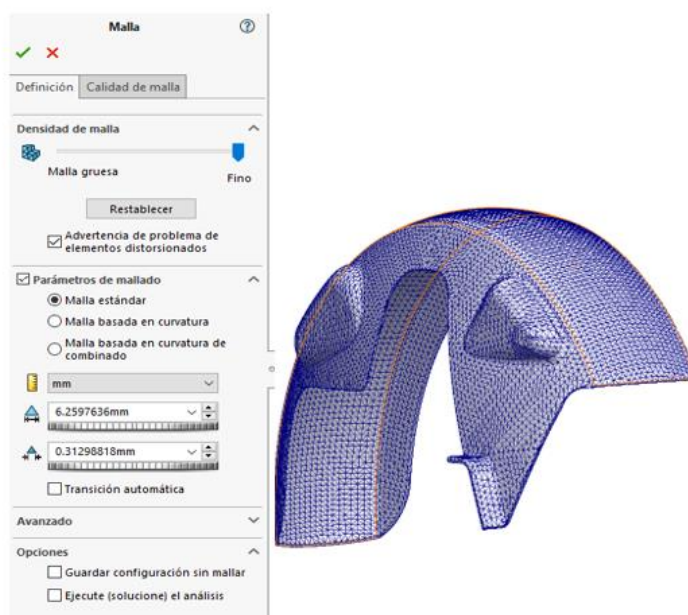 Malla
Definición
Calidad de malla
Densidad de malla
Malla gruesa
Fino
Restablecer
Advertencia de problema de
elementos distorsionados
Parámetros de mallado
Malla estándar
Malla basada en curvatura
Malla basada en curvatura de
combinado
mm
6.2597636mm
0.31298818mm
Transición automática
Avanzado
Opciones
Guardar configuración sin mallar
Ejecute (solucione) el análisis